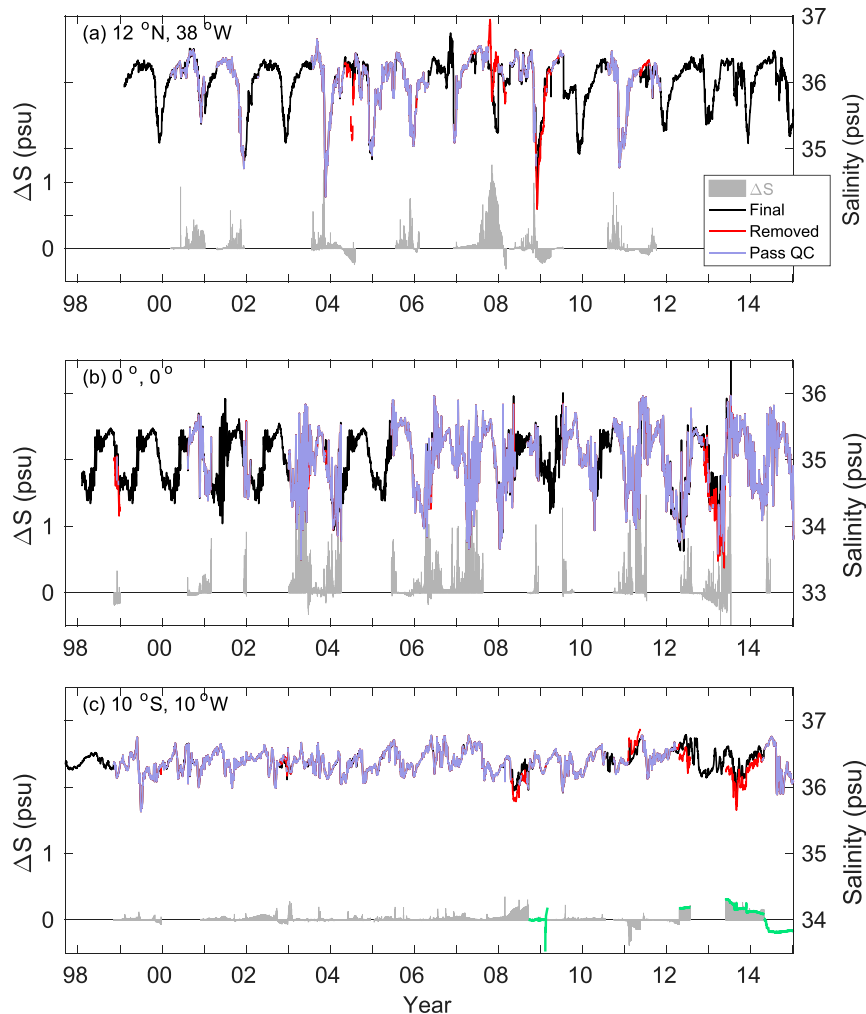 (a) 12 °N, 38 °W
37
36
35
1
0
ΔS (psu)
Salinity (psu)
ΔS
Final
Removed
Pass QC
98 00 02 04 06 08 10 12 14
(b) 0 °, 0°
36
35
34
33
1
0
ΔS (psu)
Salinity (psu)
98 00 02 04 06 08 10 12 14
(c) 10 °S, 10 °W
37
36
35
34
1
0
ΔS (psu)
Salinity (psu)
98 00 02 04 06 08 10 12 14
Year